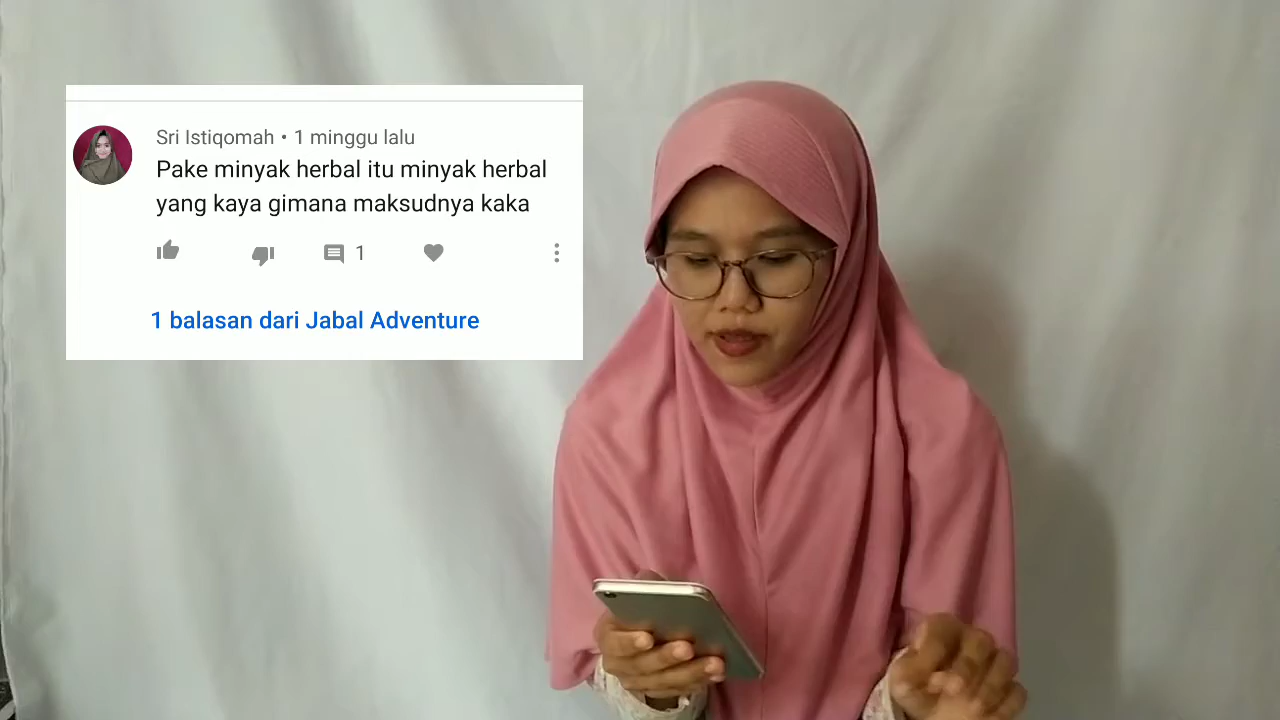 Sri Istiqomah • 1 minggu lalu
Pake minyak herbal itu minyak herbal
yang kaya gimana maksudnya kaka
1
1 balasan dari Jabal Adventure